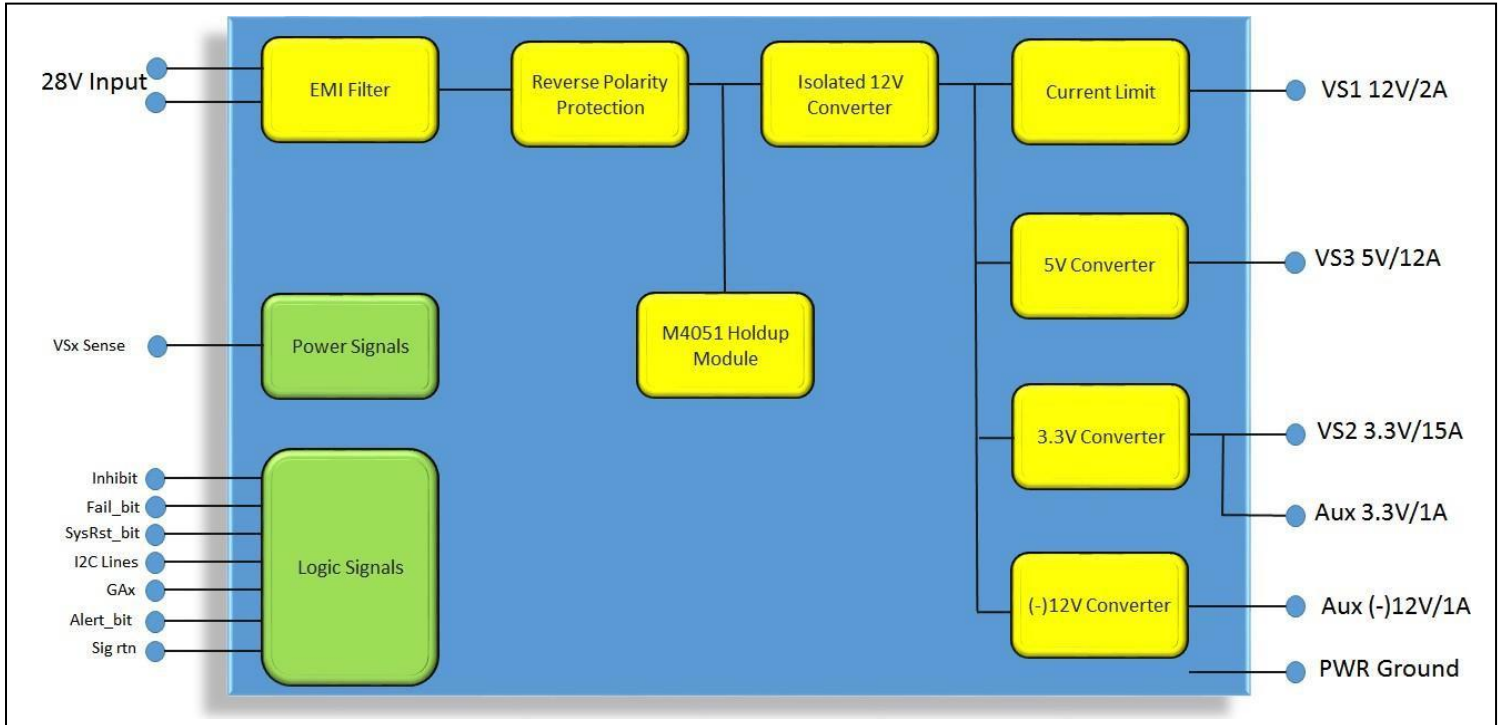 28V Input
EMI Filter
Reverse Polarity
Protection
Isolated 12V
Converter
Current Limit
VS1 12V/2A
5V Converter
VS3 5V/12A
VSx Sense
Power Signals
M4051 Holdup
Module
3.3V Converter
VS2 3.3V/15A
Aux 3.3V/1A
Inhibit
Fail_bit
SysRst_bit
I2C Lines
GAx
Alert_bit
Sig rtn
Logic Signals
(-)12V Converter
Aux (-)12V/1A
PWR Ground